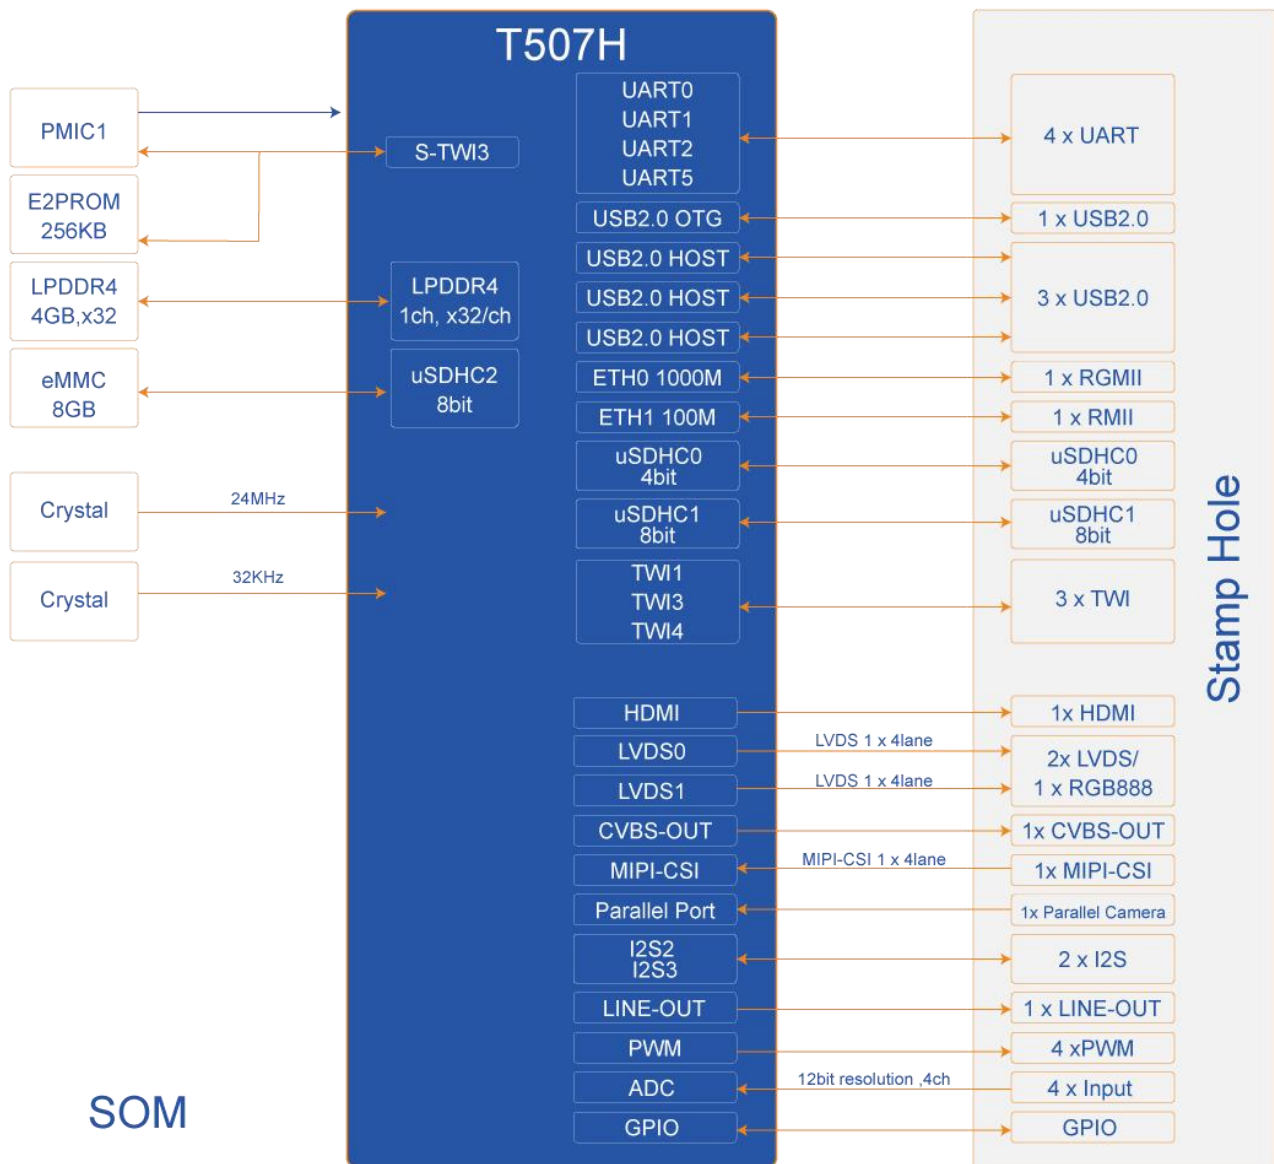 T507H
PMIC1
E2PROM
256KB
LPDDR4
4GB,x32
eMMC
8GB
Crystal
24MHz
Crystal
32KHz
S-TWI3
LPDDR4
1ch, x32/ch
uSDHC2
8bit
UART0
UART1
UART2
UART5
4 x UART
USB2.0 OTG
1 x USB2.0
USB2.0 HOST
USB2.0 HOST
USB2.0 HOST
3 x USB2.0
ETH0 1000M
1 x RGMII
ETH1 100M
1 x RMII
uSDHC0
4bit
uSDHC0
4bit
uSDHC1
8bit
uSDHC1
8bit
TWI1
TWI3
TWI4
3 x TWI
HDMI
1x HDMI
LVDS0
LVDS 1 x 4lane
LVDS1
LVDS 1 x 4lane
2x LVDS/
1 x RGB888
CVBS-OUT
1x CVBS-OUT
MIPI-CSI
MIPI-CSI 1 x 4lane
1x MIPI-CSI
Parallel Port
1x Parallel Camera
I2S2
I2S3
2 x I2S
LINE-OUT
1 x LINE-OUT
PWM
4 xPWM
ADC
12bit resolution ,4ch
4 x Input
GPIO
GPIO
SOM
Stamp Hole